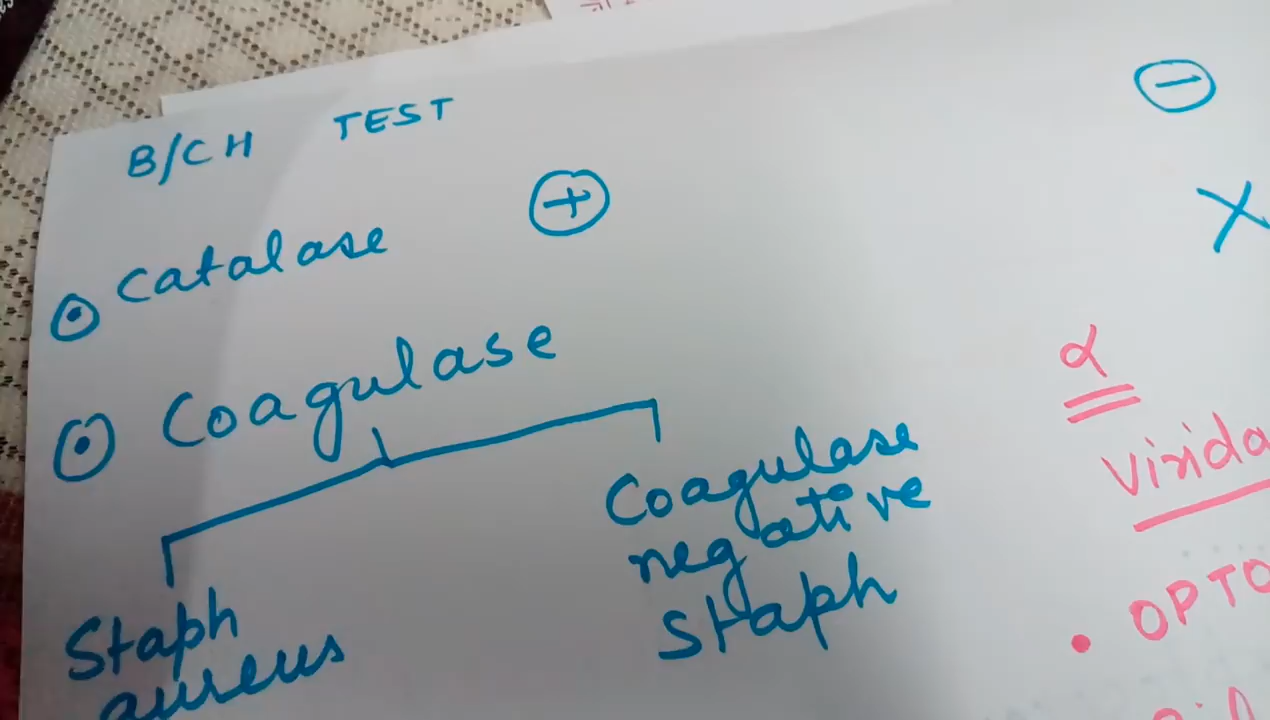 B/CH TEST
⊕
⊖
Catalase
X
Coagulase
α
Staph
aureus
Coagulase
negative
Staph
Virida
• OPTO